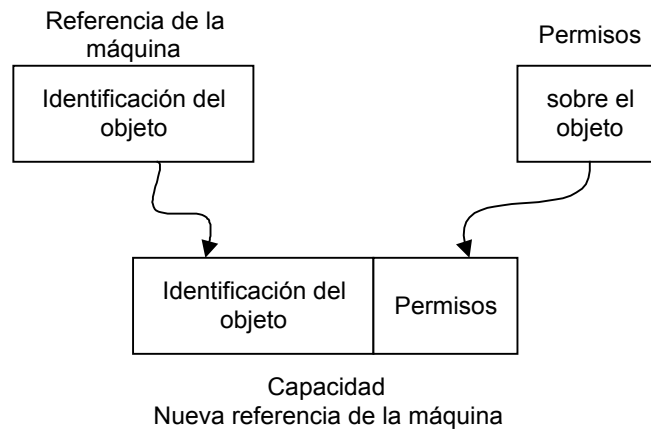 Referencia de la
máquina
Identificación del
objeto
Permisos
sobre el
objeto
Identificación del
objeto
Permisos
Capacidad
Nueva referencia de la máquina